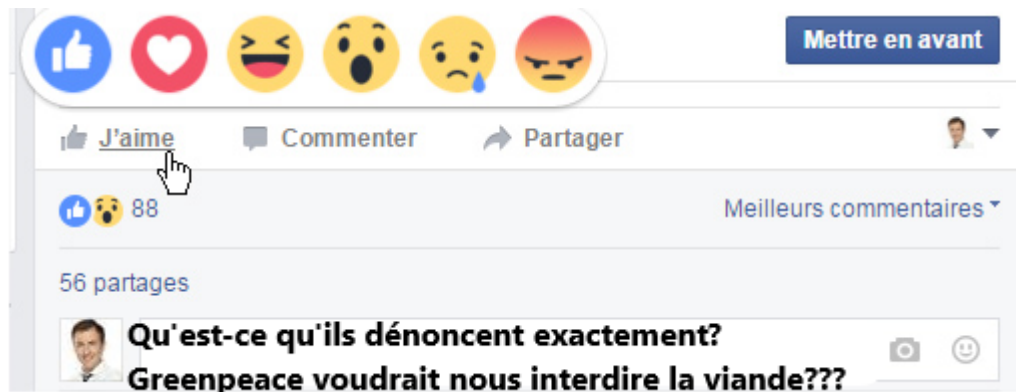 Mettre en avant
J'aime Commenter Partager
88 Meilleurs commentaires
56 partages
Qu'est-ce qu'ils dénoncent exactement?
Greenpeace voudrait nous interdire la viande???